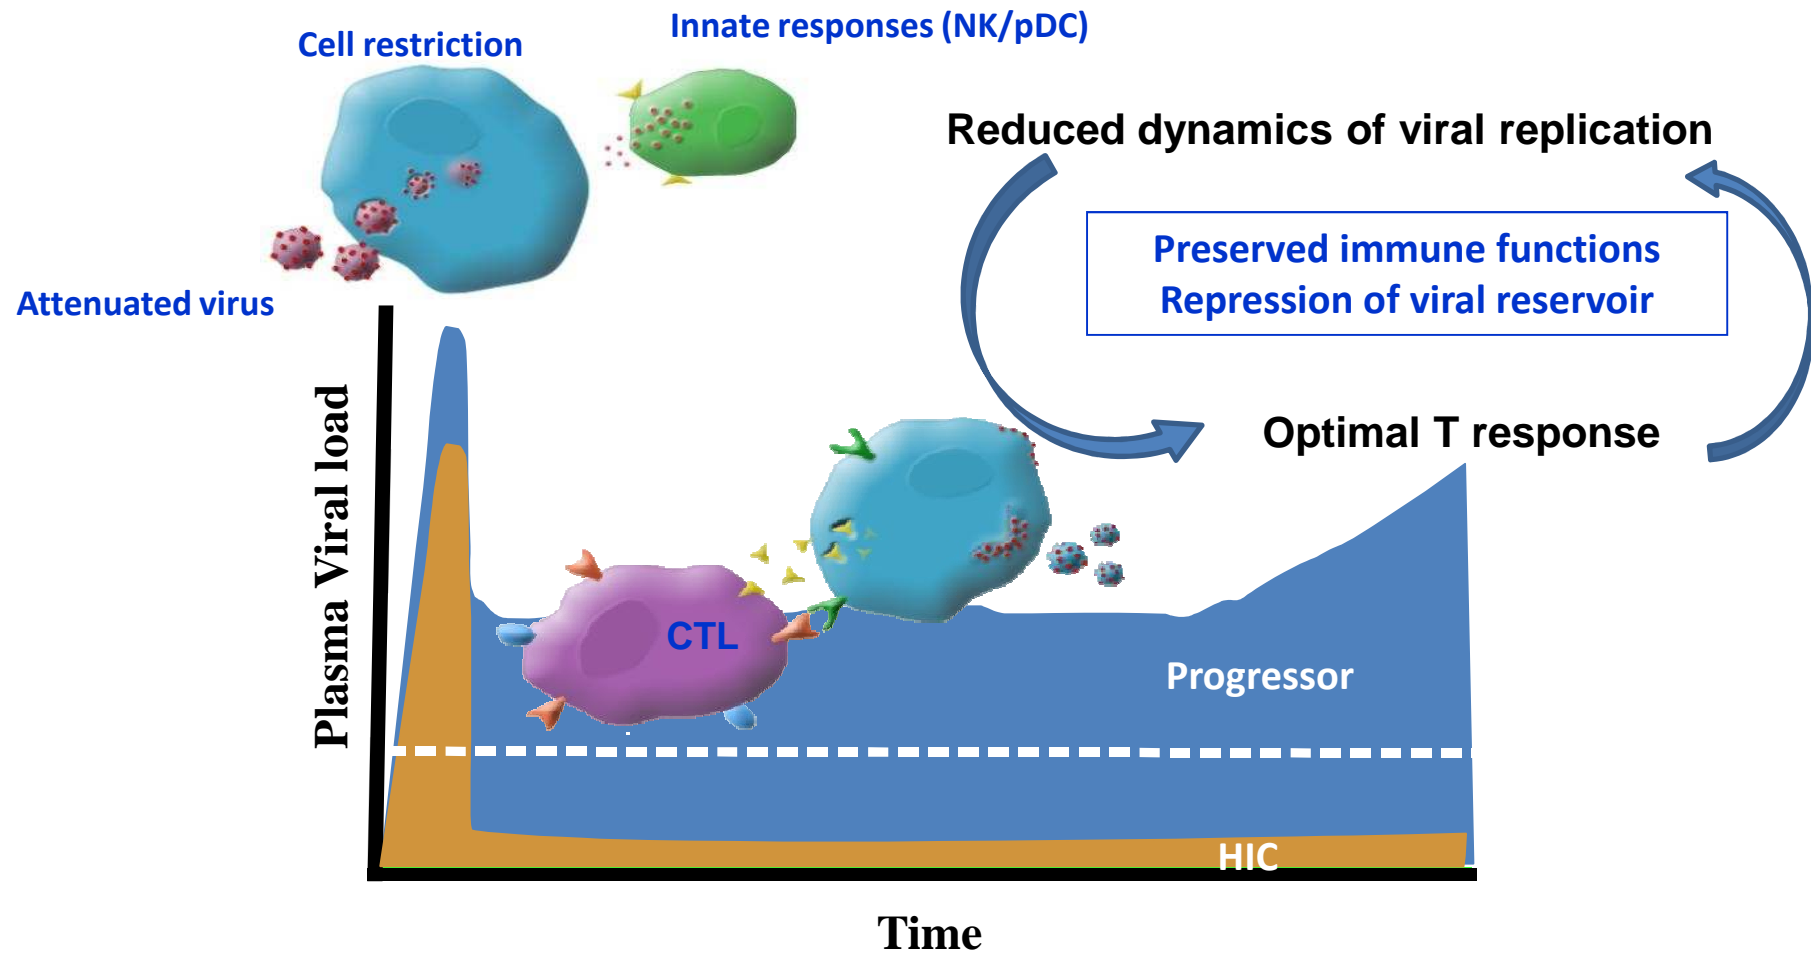 Innate responses (NK/pDC)
Cell restriction
Reduced dynamics of viral replication
Preserved immune functions
Repression of viral reservoir
Attenuated virus
Optimal T response
Plasma Viral load
CTL
Progressor
HIC
Time